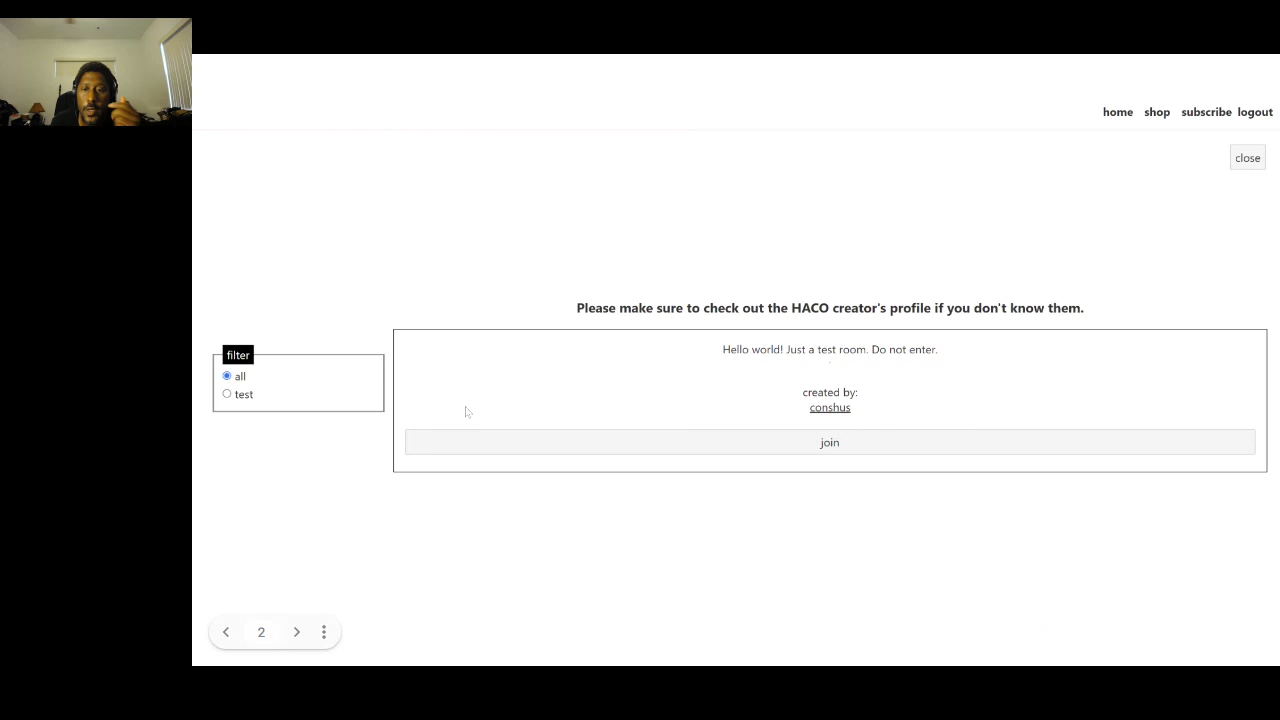 home shop subscribe logout
close
Please make sure to check out the HACO creator's profile if you don't know them.
filter
all
test
Hello world! Just a test room. Do not enter.
created by:
conshus
join
2